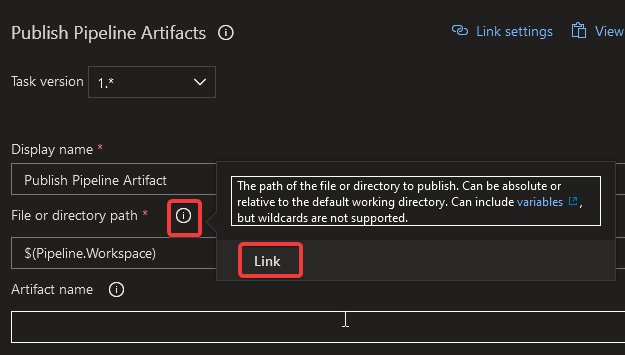 Publish Pipeline Artifacts
Link settings
View
Task version 1.*
Display name *
Publish Pipeline Artifact
File or directory path *
The path of the file or directory to publish. Can be absolute or
relative to the default working directory. Can include variables ,
but wildcards are not supported.
Link
$(Pipeline.Workspace)
Artifact name